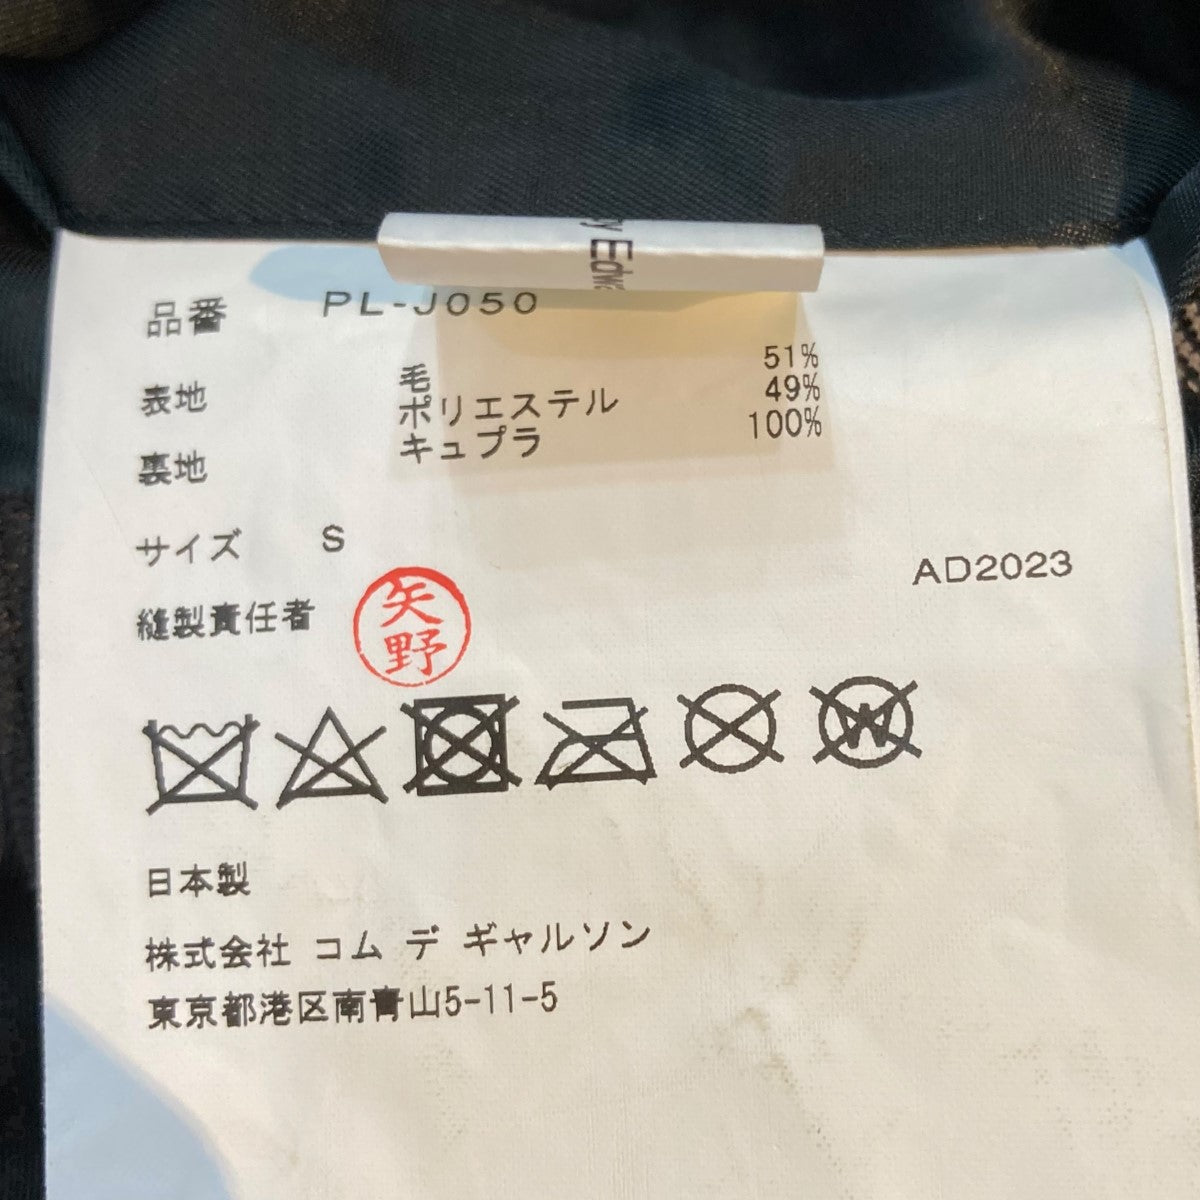 品番 PL-J050
表地 毛 51%
ポリエステル 49%
裏地 キュプラ 100%
サイズ S
AD2023
縫製責任者 矢野
W
日本製
株式会社 コム デ ギャルソン
東京都港区南青山5-11-5